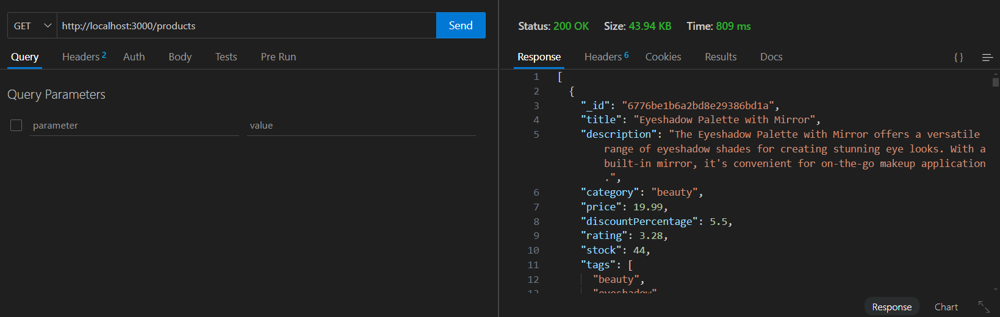 GET http://localhost:3000/products Send
Query Headers 2 Auth Body Tests Pre Run
Query Parameters
parameter value
Status: 200 OK Size: 43.94 KB Time: 809 ms
Response Headers 6 Cookies Results Docs { }
1 [
2 {
3 "_id": "6776be1b6a2bd8e29386bd1a",
4 "title": "Eyeshadow Palette with Mirror",
5 "description": "The Eyeshadow Palette with Mirror offers a versatile
range of eyeshadow shades for creating stunning eye looks. With a
built-in mirror, it's convenient for on-the-go makeup application
.",
6 "category": "beauty",
7 "price": 19.99,
8 "discountPercentage": 5.5,
9 "rating": 3.28,
10 "stock": 44,
11 "tags": [
12 "beauty",
13 "eyeshadow"
Response Chart